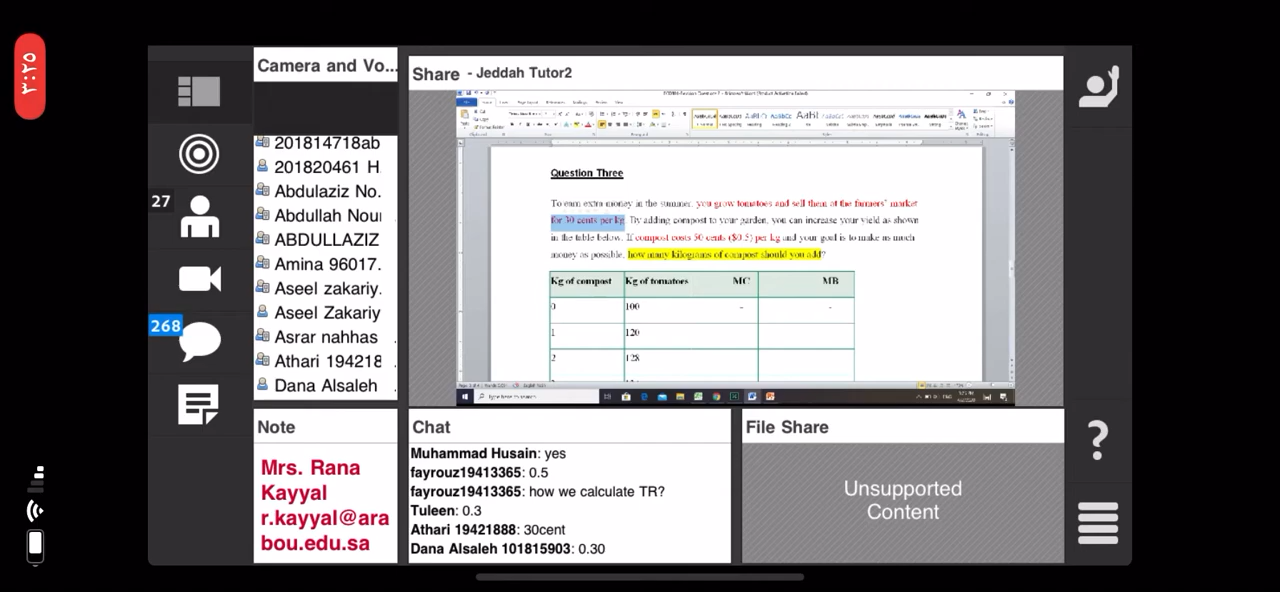 ٣:٢٥
Camera and Vo...
201814718ab
201820461 H
Abdulaziz No.
Abdullah Nour
ABDULLAZIZ
Amina 96017.
Aseel zakariy.
Aseel Zakariy
Asrar nahhas
Athari 194218
Dana Alsaleh
27
268
Share - Jeddah Tutor2
Question Three
To earn extra money in the summer, you grow tomatoes and sell them at the farmers' market
for 30 cents per kg. By adding compost to your garden, you can increase your yield as shown
in the table below. If compost costs 50 cents ($0.5) per kg and your goal is to make as much
money as possible, how many kilograms of compost should you add?
Kg of compost Kg of tomatoes MC MB
0 100 - -
1 120
2 128
Type here to search
Note
Mrs. Rana
Kayyal
r.kayyal@ara
bou.edu.sa
Chat
Muhammad Husain: yes
fayrouz19413365: 0.5
fayrouz19413365: how we calculate TR?
Tuleen: 0.3
Athari 19421888: 30cent
Dana Alsaleh 101815903: 0.30
File Share
Unsupported
Content
?